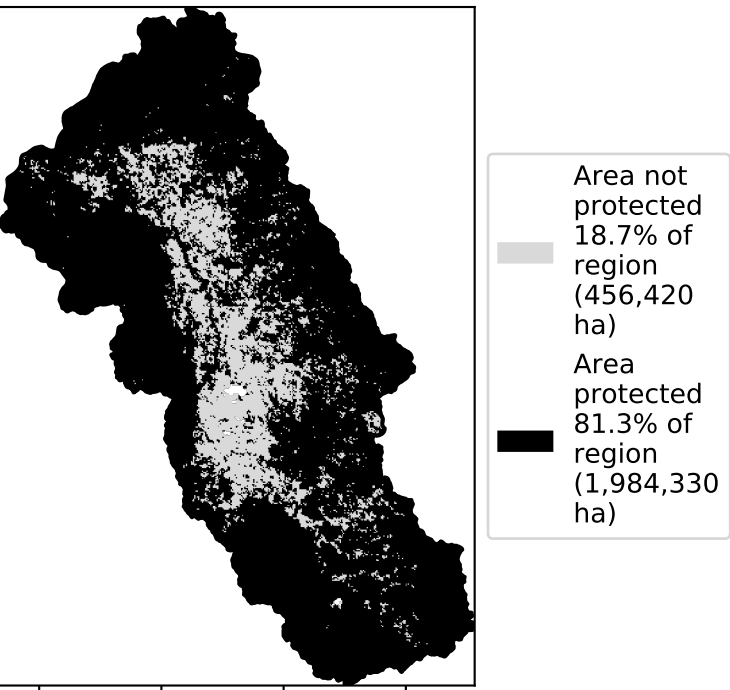 Area not
protected
18.7% of
region
(456,420
ha)
Area
protected
81.3% of
region
(1,984,330
ha)